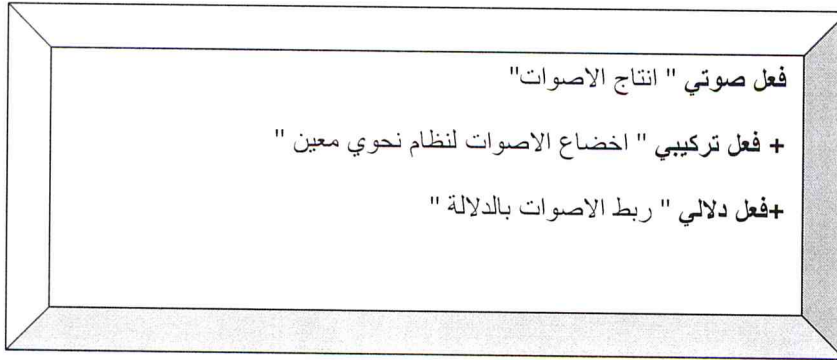 فعل صوتي " انتاج الاصوات"
+ فعل تركيبي " اخضاع الاصوات لنظام نحوي معين "
+فعل دلالي " ربط الاصوات بالدلالة "